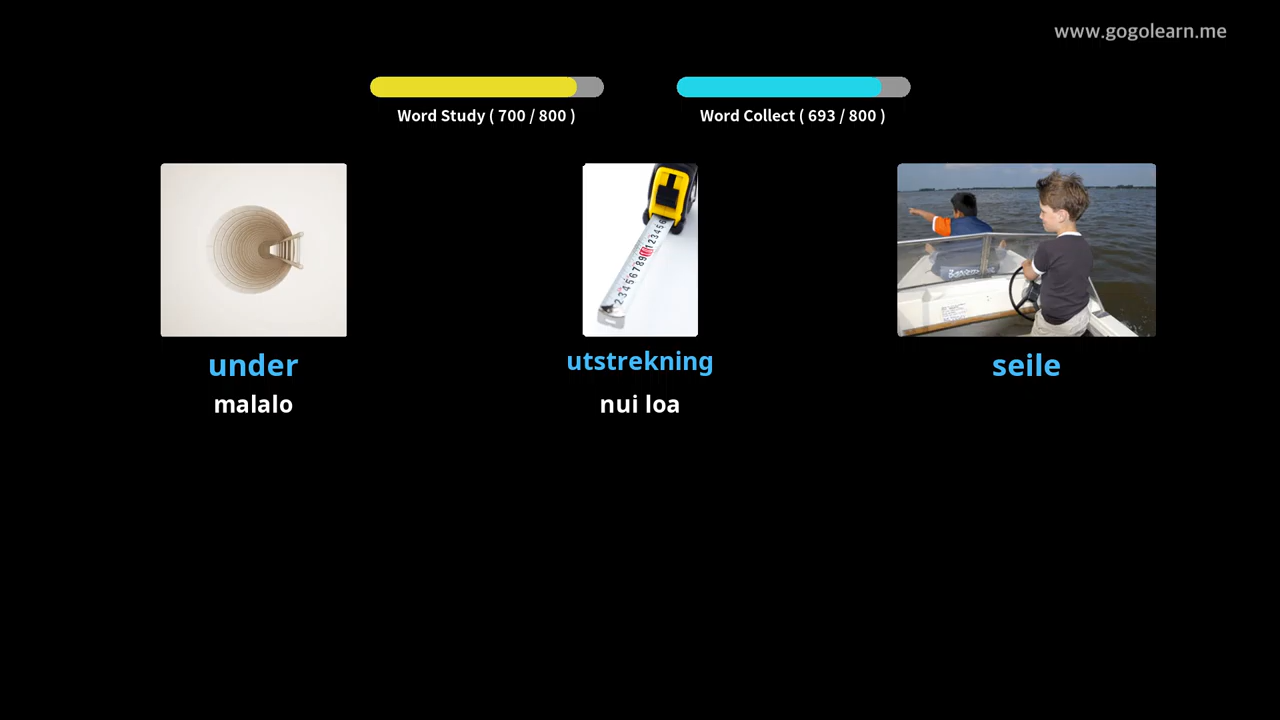 www.gogolearn.me
Word Study ( 700 / 800 )
Word Collect ( 693 / 800 )
under
malalo
utstrekning
nui loa
seile